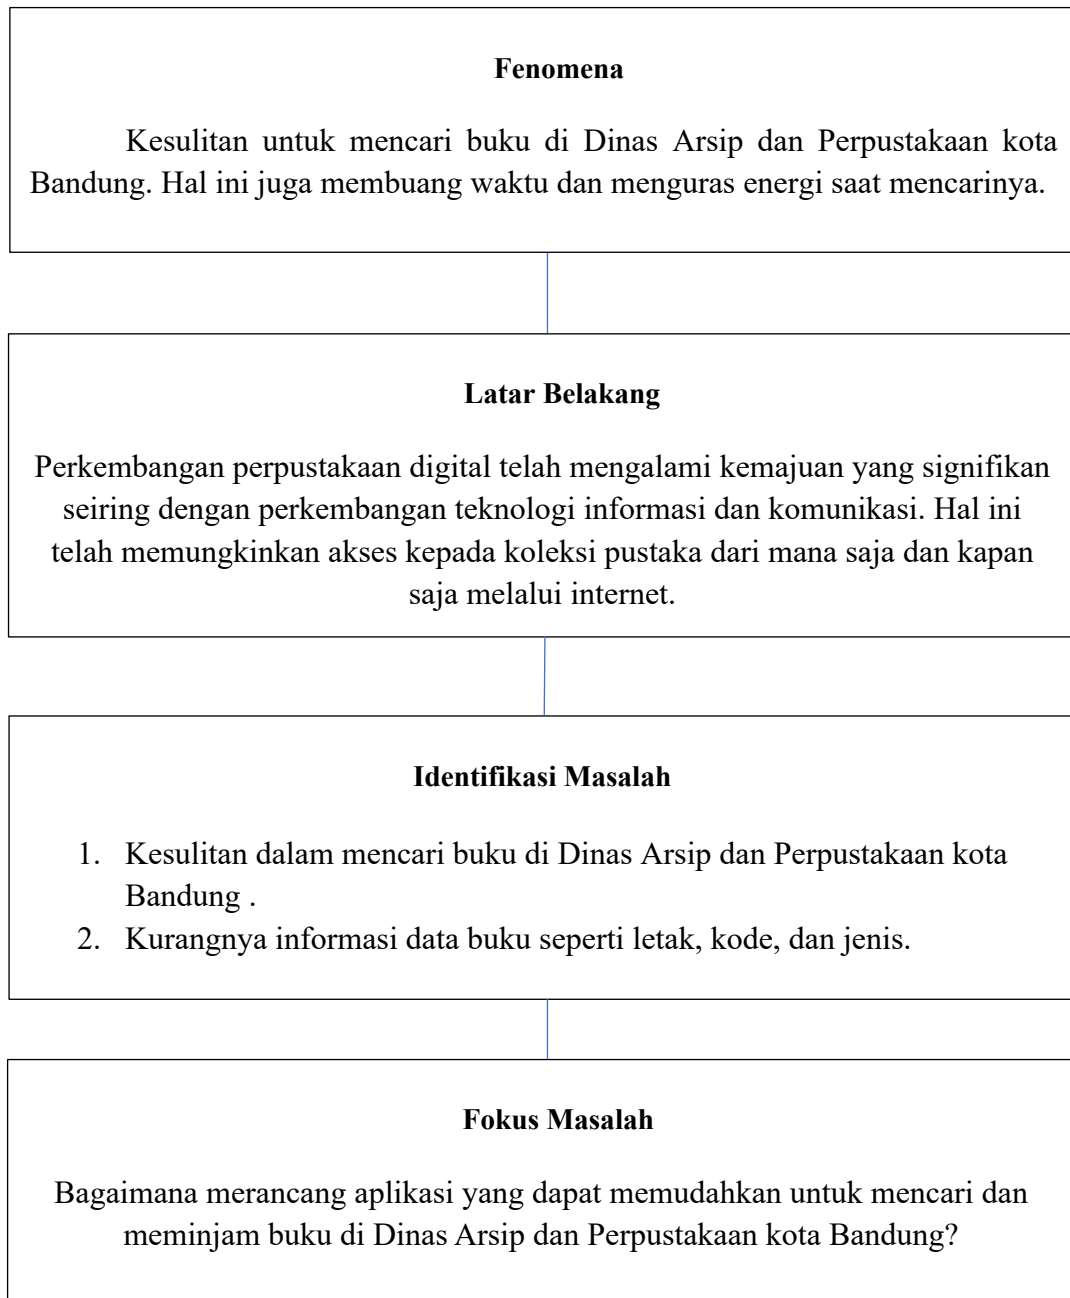 Fenomena
Kesulitan untuk mencari buku di Dinas Arsip dan Perpustakaan kota
Bandung. Hal ini juga membuang waktu dan menguras energi saat mencarinya.
Latar Belakang
Perkembangan perpustakaan digital telah mengalami kemajuan yang signifikan
seiring dengan perkembangan teknologi informasi dan komunikasi. Hal ini
telah memungkinkan akses kepada koleksi pustaka dari mana saja dan kapan
saja melalui internet.
Identifikasi Masalah
1. Kesulitan dalam mencari buku di Dinas Arsip dan Perpustakaan kota
Bandung .
2. Kurangnya informasi data buku seperti letak, kode, dan jenis.
Fokus Masalah
Bagaimana merancang aplikasi yang dapat memudahkan untuk mencari dan
meminjam buku di Dinas Arsip dan Perpustakaan kota Bandung?